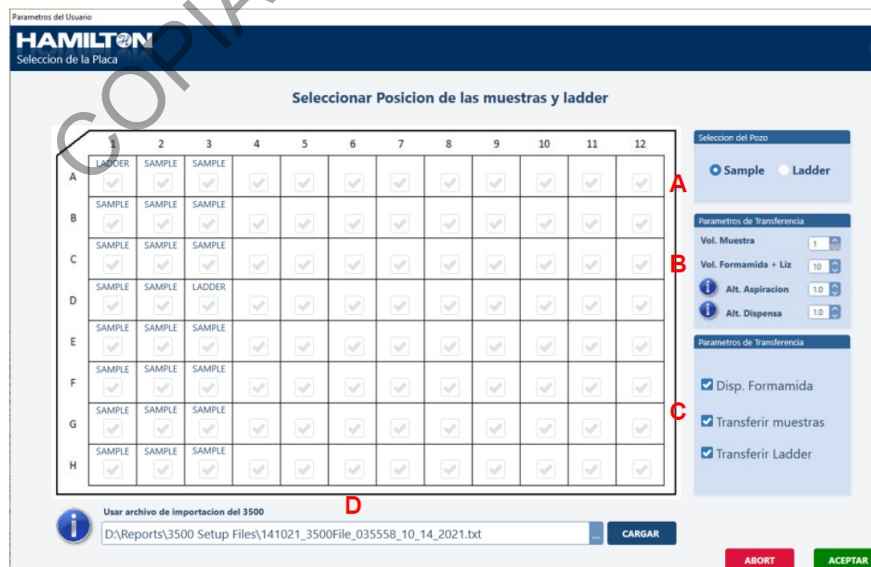 Parametros del Usuario
HAMILTON
Seleccion de la Placa
COPIA
Seleccionar Posicion de las muestras y ladder
1 2 3 4 5 6 7 8 9 10 11 12
LADDER SAMPLE SAMPLE
A
SAMPLE SAMPLE SAMPLE
B
SAMPLE SAMPLE SAMPLE
C
SAMPLE SAMPLE LADDER
D
SAMPLE SAMPLE SAMPLE
E
SAMPLE SAMPLE SAMPLE
F
SAMPLE SAMPLE SAMPLE
G
SAMPLE SAMPLE SAMPLE
H
A
Seleccion del Pozo
Sample Ladder
B
Parametros de Transferencia
Vol. Muestra 1
Vol. Formamida + Liz 10
Alt. Aspiracion 1.0
Alt. Dispensa 1.0
C
Parametros de Transferencia
Disp. Formamida
Transferir muestras
Transferir Ladder
D
Usar archivo de importacion del 3500
D:\Reports\3500 Setup Files\141021_3500File_035558_10_14_2021.txt ... CARGAR
ABORT ACEPTAR